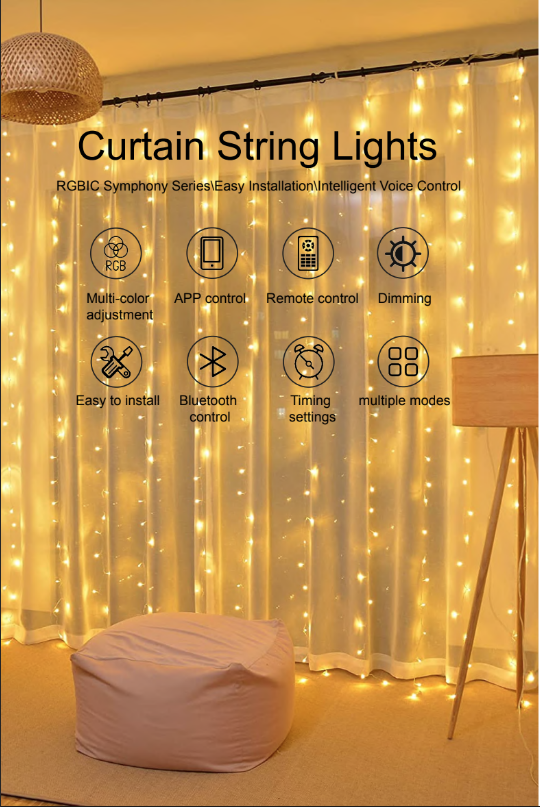 Curtain String Lights
RGBIC Symphony Series\Easy Installation\Intelligent Voice Control
RGB
Multi-color
adjustment
APP control
Remote control
Dimming
Easy to install
Bluetooth
control
Timing
settings
multiple modes